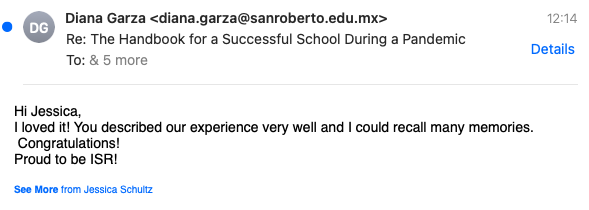 DG
Diana Garza <diana.garza@sanroberto.edu.mx>
12:14
Re: The Handbook for a Successful School During a Pandemic
To: & 5 more
Details
Hi Jessica,
I loved it! You described our experience very well and I could recall many memories.
Congratulations!
Proud to be ISR!
See More from Jessica Schultz